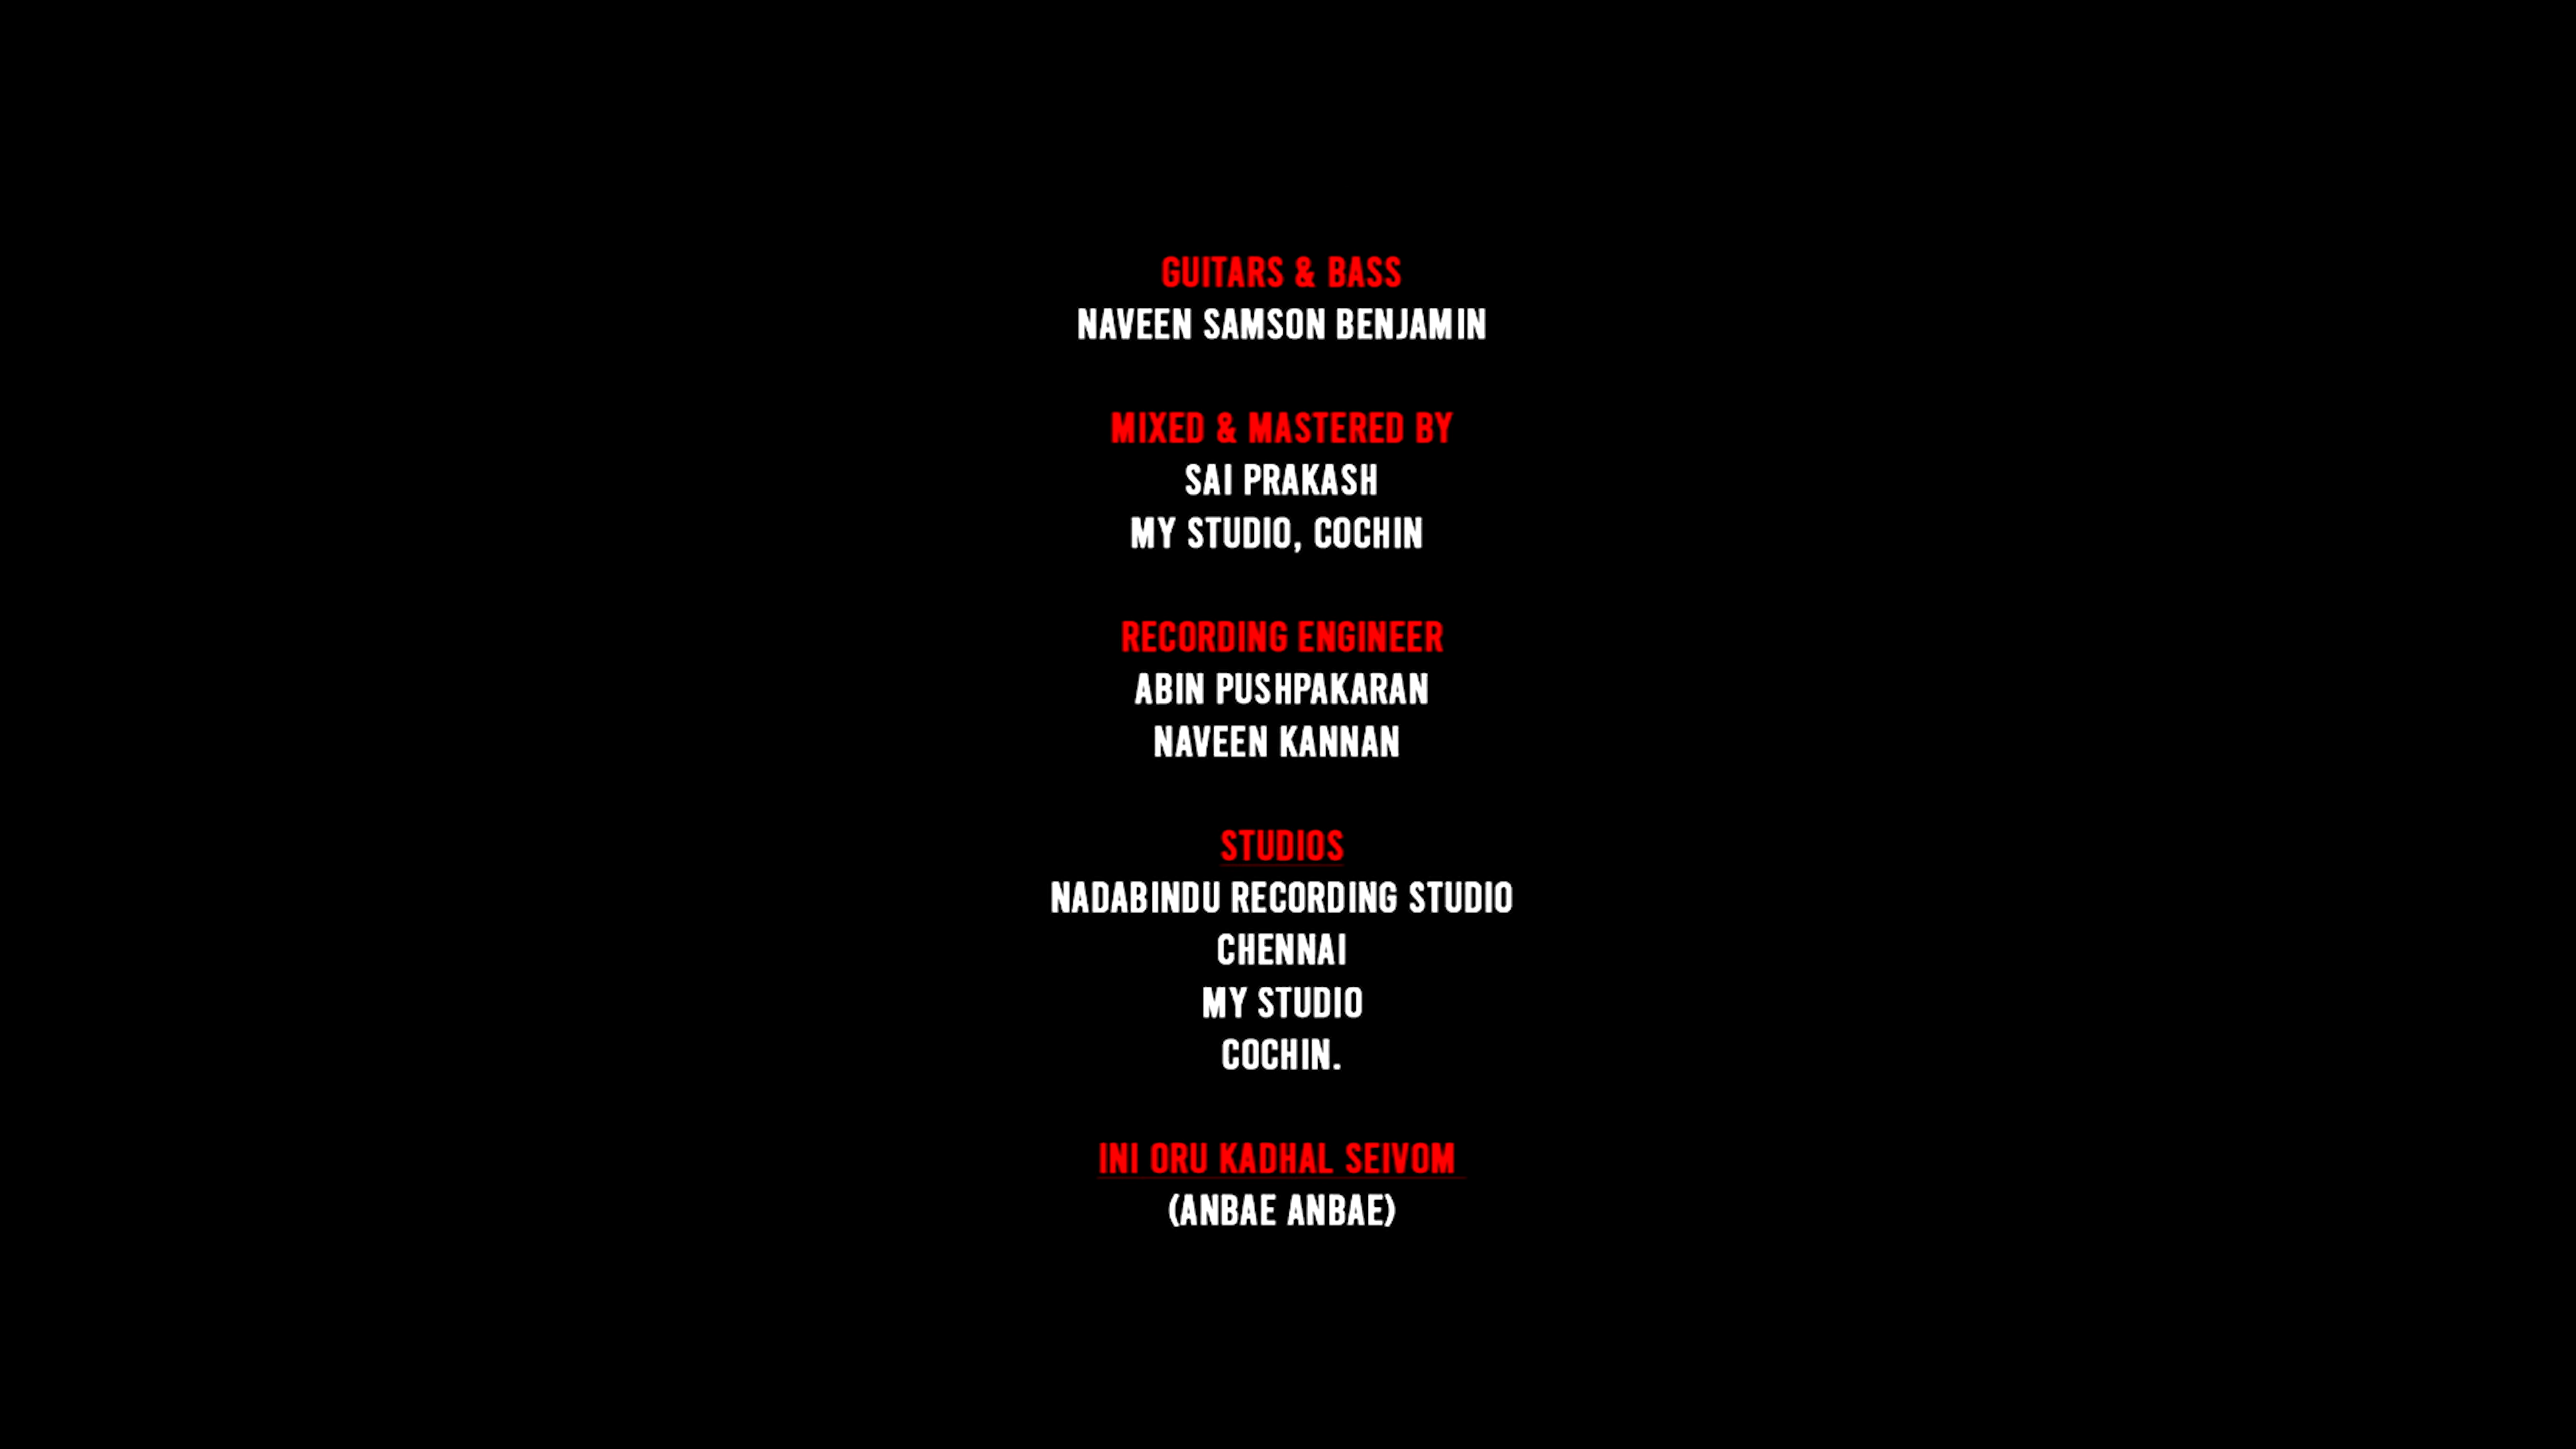 GUITARS & BASS
NAVEEN SAMSON BENJAMIN
MIXED & MASTERED BY
SAI PRAKASH
MY STUDIO, COCHIN
RECORDING ENGINEER
ABIN PUSHPAKARAN
NAVEEN KANNAN
STUDIOS
NADABINDU RECORDING STUDIO
CHENNAI
MY STUDIO
COCHIN.
INI ORU KADHAL SEIVOM
(ANBAE ANBAE)